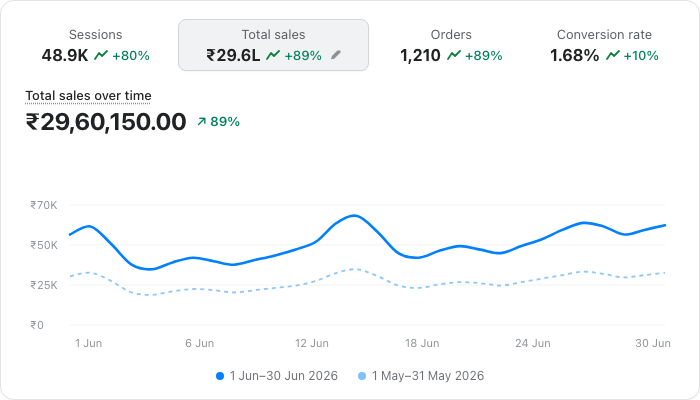 Sessions
48.9K +80%
Total sales
₹29.6L +89%
Orders
1,210 +89%
Conversion rate
1.68% +10%
Total sales over time
₹29,60,150.00 ↗ 89%
₹70K
₹50K
₹25K
₹0
1 Jun 6 Jun 12 Jun 18 Jun 24 Jun 30 Jun
1 Jun–30 Jun 2026 1 May–31 May 2026